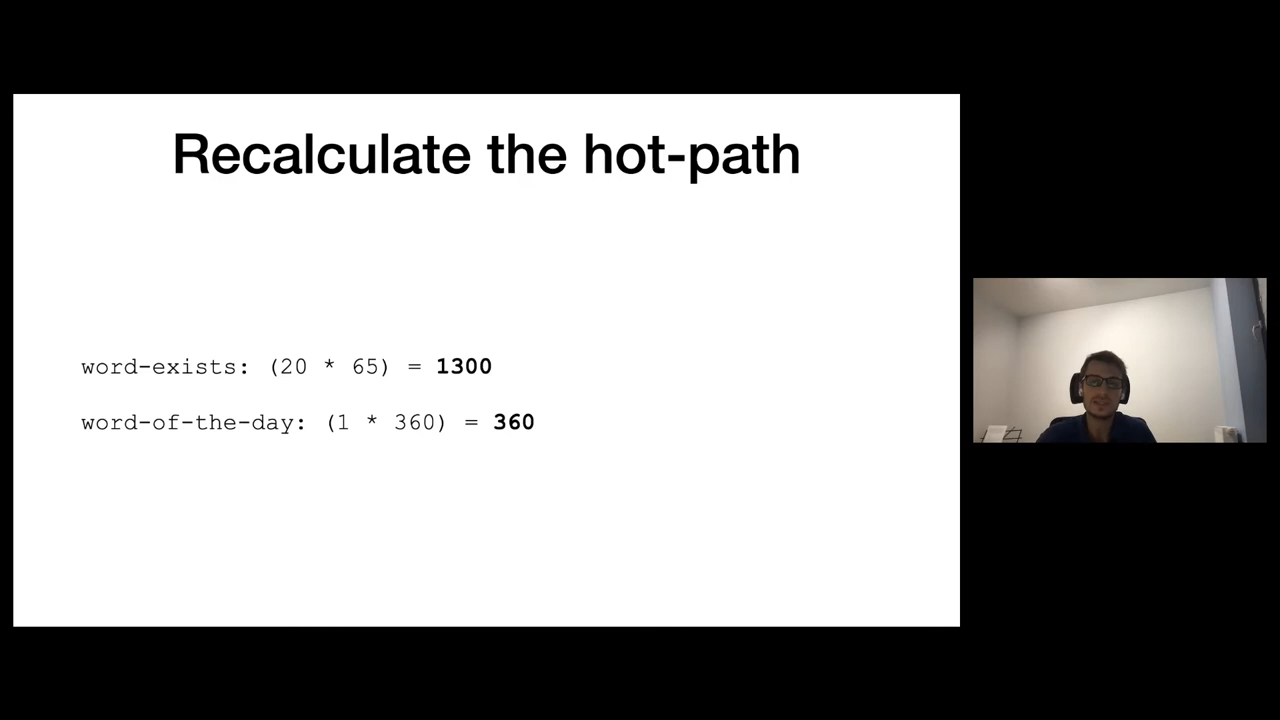 Recalculate the hot-path
word-exists: (20 * 65) = 1300
word-of-the-day: (1 * 360) = 360